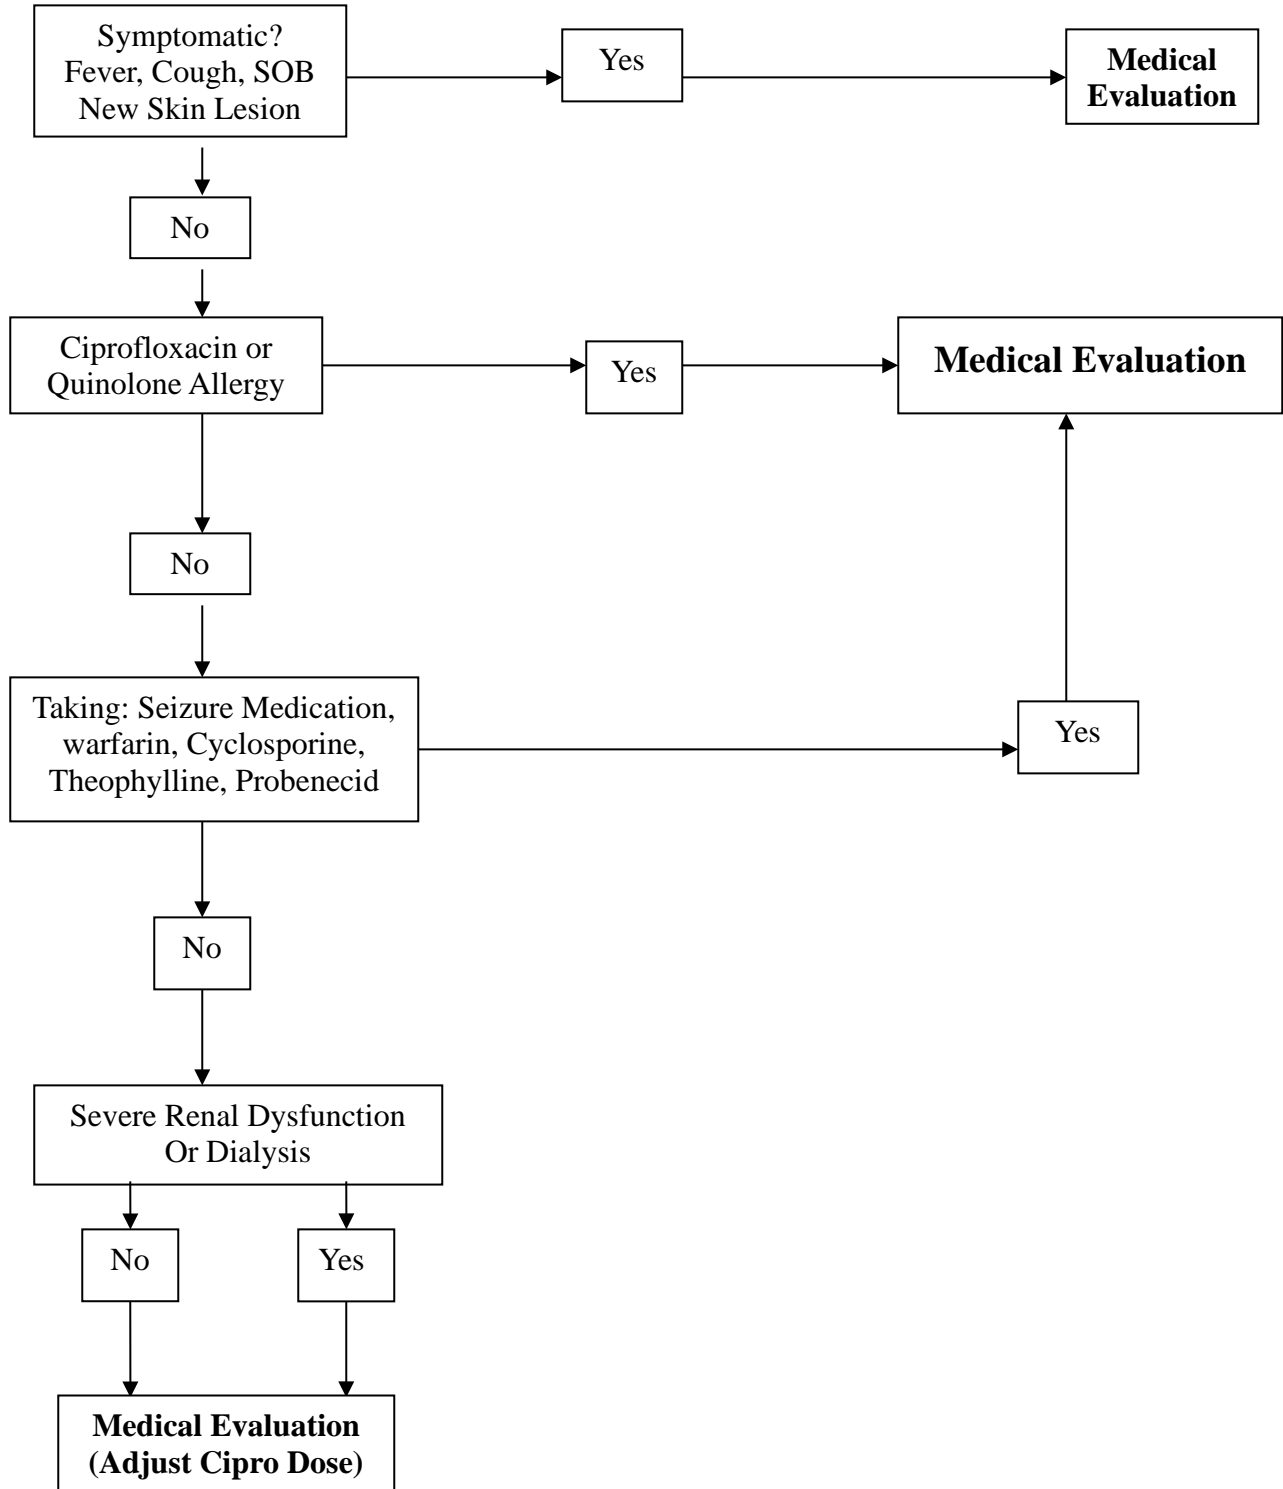 Symptomatic?
Fever, Cough, SOB
New Skin Lesion
Yes
Medical
Evaluation
No
Ciprofloxacin or
Quinolone Allergy
Yes
Medical Evaluation
No
Taking: Seizure Medication,
warfarin, Cyclosporine,
Theophylline, Probenecid
Yes
No
Severe Renal Dysfunction
Or Dialysis
No
Yes
Medical Evaluation
(Adjust Cipro Dose)